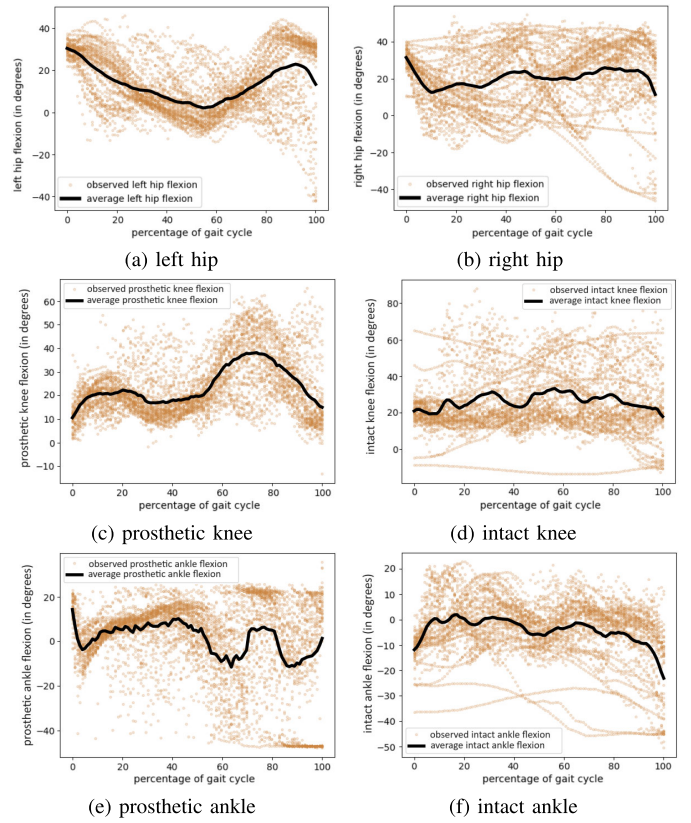 40
20
0
−20
−40
left hip flexion (in degrees)
observed left hip flexion
average left hip flexion
0 20 40 60 80 100
percentage of gait cycle
(a) left hip
40
20
0
−20
−40
right hip flexion (in degrees)
observed right hip flexion
average right hip flexion
0 20 40 60 80 100
percentage of gait cycle
(b) right hip
observed prosthetic knee flexion
average prosthetic knee flexion
60
50
40
30
20
10
0
−10
prosthetic knee flexion (in degrees)
0 20 40 60 80 100
percentage of gait cycle
(c) prosthetic knee
observed intact knee flexion
average intact knee flexion
80
60
40
20
0
intact knee flexion (in degrees)
0 20 40 60 80 100
percentage of gait cycle
(d) intact knee
observed prosthetic ankle flexion
average prosthetic ankle flexion
20
0
−20
−40
prosthetic ankle flexion (in degrees)
0 20 40 60 80 100
percentage of gait cycle
(e) prosthetic ankle
20
10
0
−10
−20
−30
−40
−50
intact ankle flexion (in degrees)
observed intact ankle flexion
average intact ankle flexion
0 20 40 60 80 100
percentage of gait cycle
(f) intact ankle